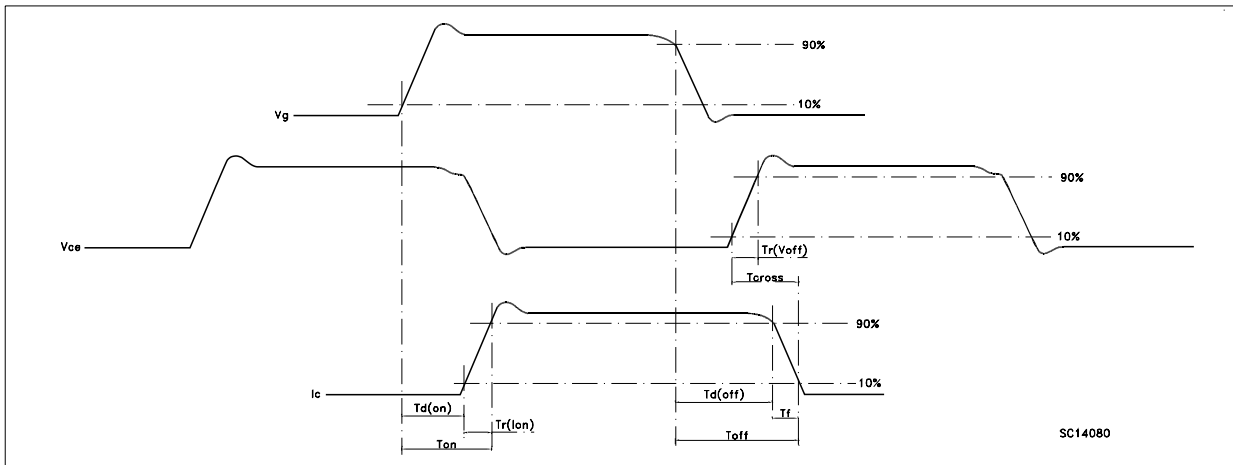 90%
10%
Vg
90%
Vce
10%
Tr(Voff)
Tcross
90%
10%
Ic
Td(on)
Td(off)
Tr(Ion)
Tf
Ton
Toff
SC14080